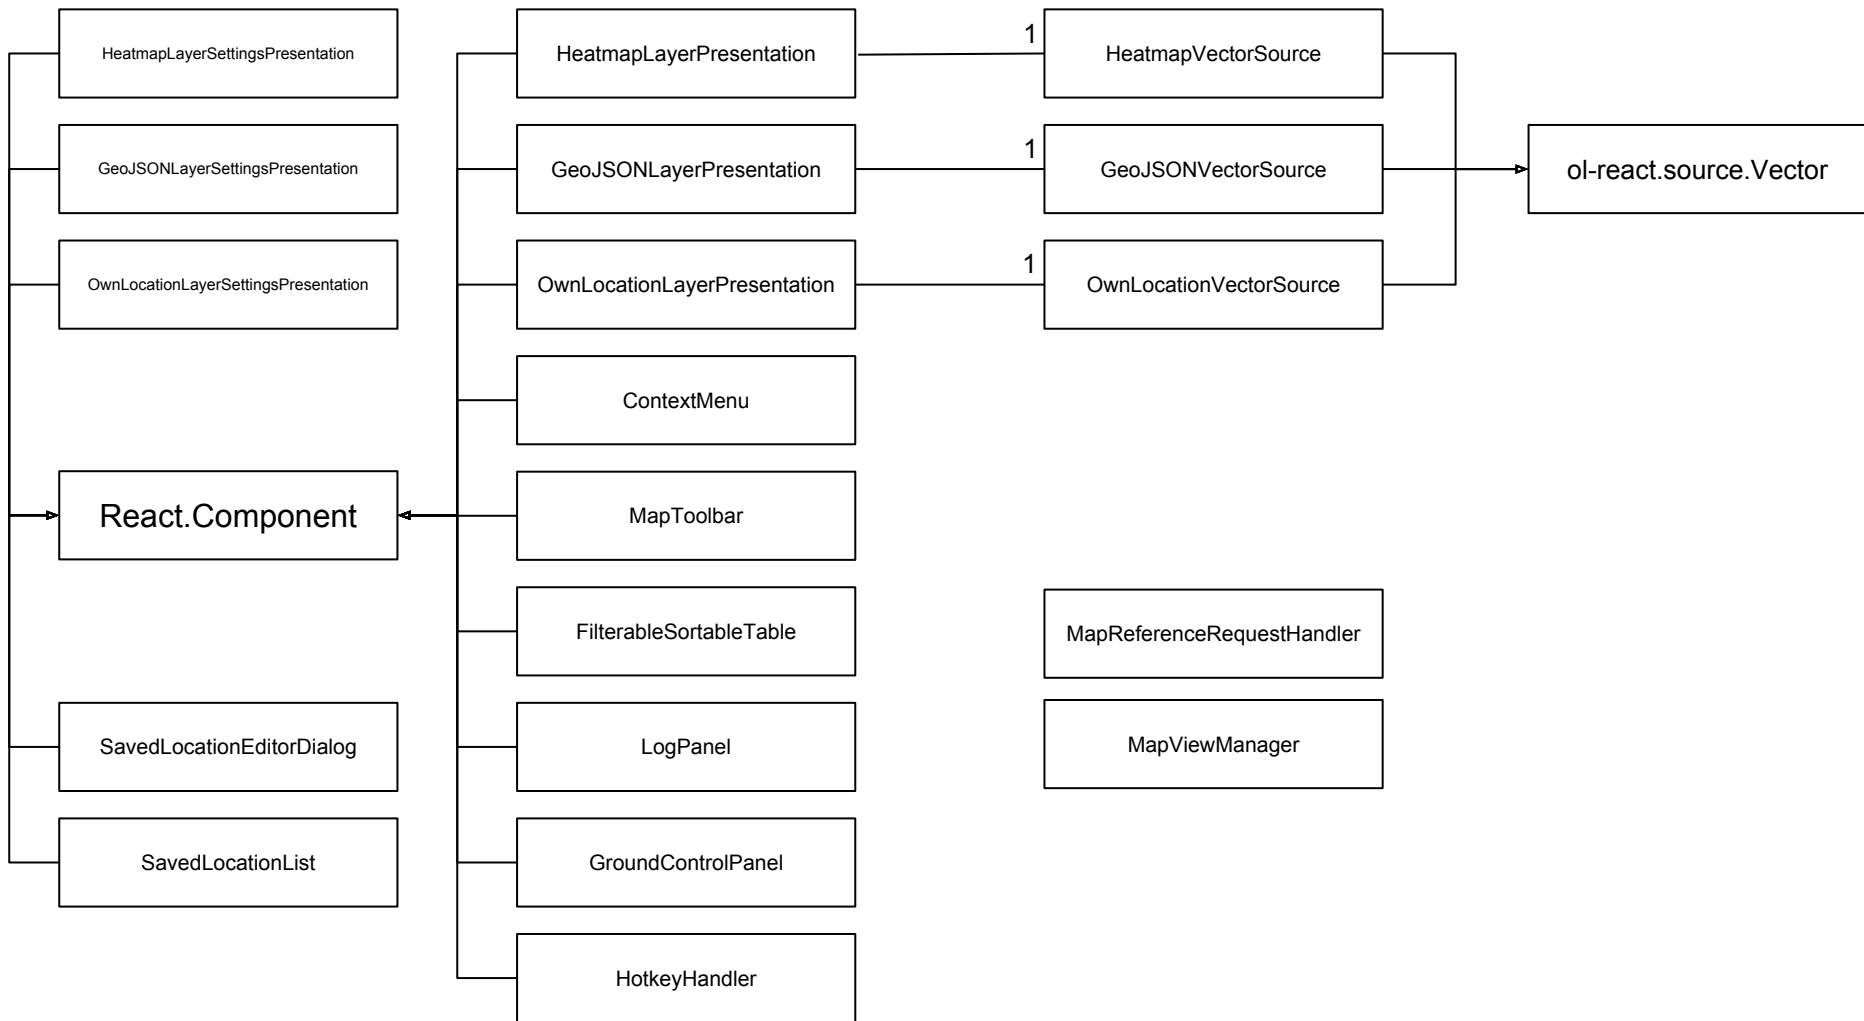 HeatmapLayerSettingsPresentation
HeatmapLayerPresentation
1
HeatmapVectorSource
GeoJSONLayerSettingsPresentation
GeoJSONLayerPresentation
1
GeoJSONVectorSource
ol-react.source.Vector
OwnLocationLayerSettingsPresentation
OwnLocationLayerPresentation
1
OwnLocationVectorSource
ContextMenu
React.Component
MapToolbar
FilterableSortableTable
MapReferenceRequestHandler
SavedLocationEditorDialog
LogPanel
MapViewManager
SavedLocationList
GroundControlPanel
HotkeyHandler